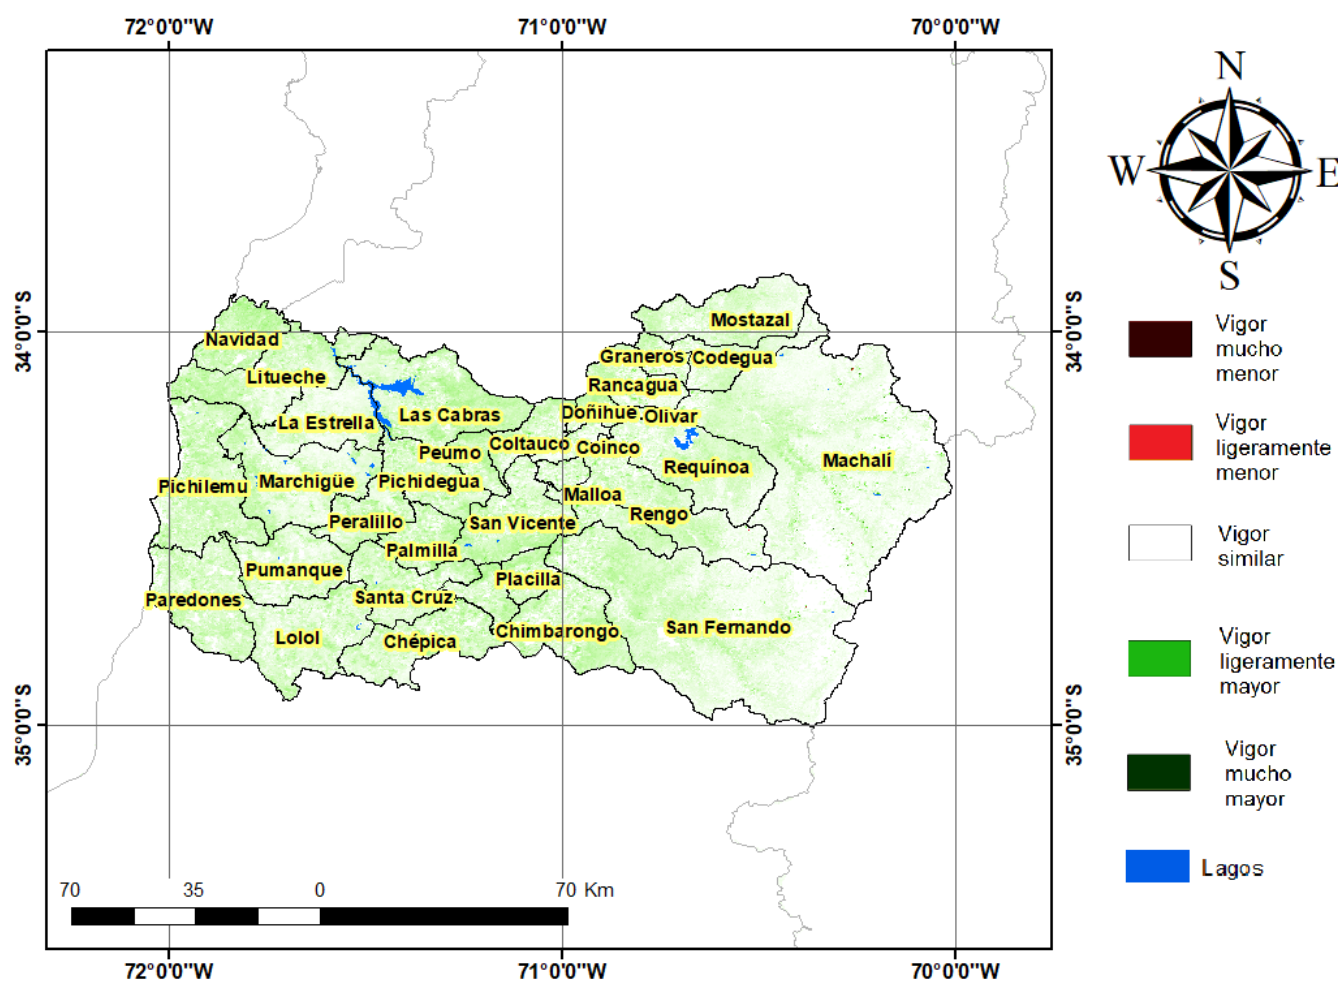 72°0'0"W 71°0'0"W 70°0'0"W
N
W E
S
34°0'0"S 34°0'0"S
35°0'0"S 35°0'0"S
Mostazal
Navidad
Graneros Codegua
Litueche
Rancagua
La Estrella Las Cabras Doñihue Olivar
Coltauco Coinco
Peumo
Machalí
Requínoa
Pichilemu Marchigüe Pichidegua
Malloa
Rengo
Peralillo San Vicente
Palmilla
Pumanque
Placilla
Paredones Santa Cruz
San Fernando
Lolol Chépica Chimbarongo
70 35 0 70 Km
72°0'0"W 71°0'0"W 70°0'0"W
Vigor
mucho
menor
Vigor
ligeramente
menor
Vigor
similar
Vigor
ligeramente
mayor
Vigor
mucho
mayor
Lagos